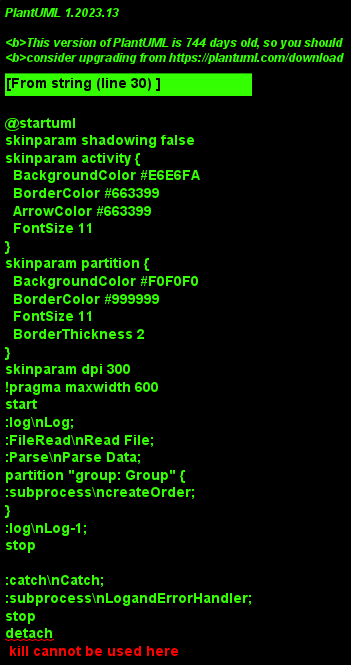 PlantUML 1.2023.13
<b>This version of PlantUML is 744 days old, so you should
<b>consider upgrading from https://plantuml.com/download
[From string (line 30) ]
@startuml
skinparam shadowing false
skinparam activity {
BackgroundColor #E6E6FA
BorderColor #663399
ArrowColor #663399
FontSize 11
}
skinparam partition {
BackgroundColor #F0F0F0
BorderColor #999999
FontSize 11
BorderThickness 2
}
skinparam dpi 300
!pragma maxwidth 600
start
:log\nLog;
:FileRead\nRead File;
:Parse\nParse Data;
partition "group: Group" {
:subprocess\ncreateOrder;
}
:log\nLog-1;
stop
:catch\nCatch;
:subprocess\nLogandErrorHandler;
stop
detach
kill cannot be used here